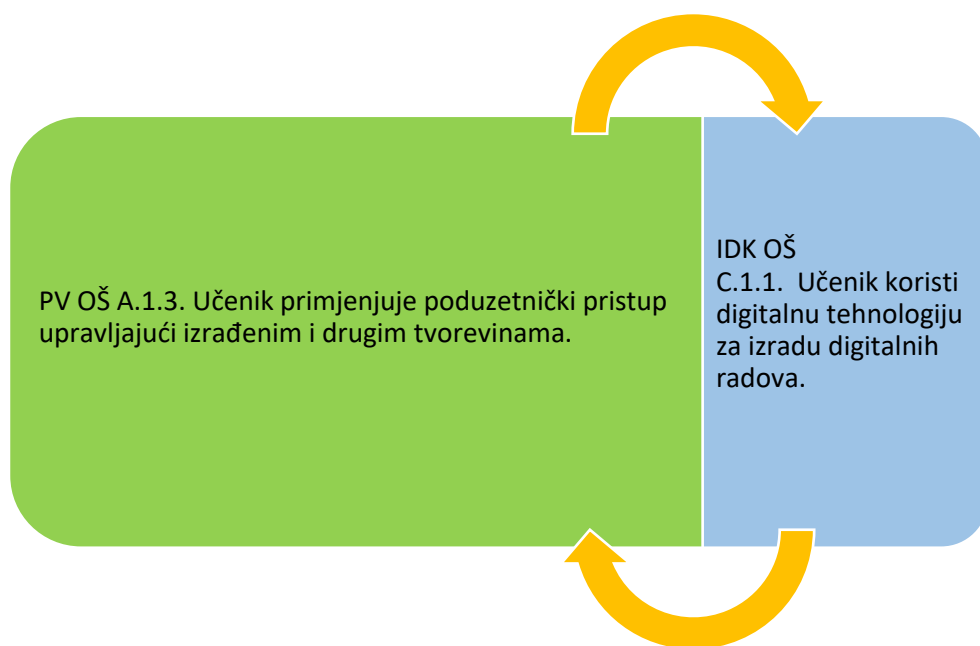 PV OŠ A.1.3. Učenik primjenjuje poduzetnički pristup
upravljajući izrađenim i drugim tvorevinama.
IDK OŠ
C.1.1. Učenik koristi
digitalnu tehnologiju
za izradu digitalnih
radova.